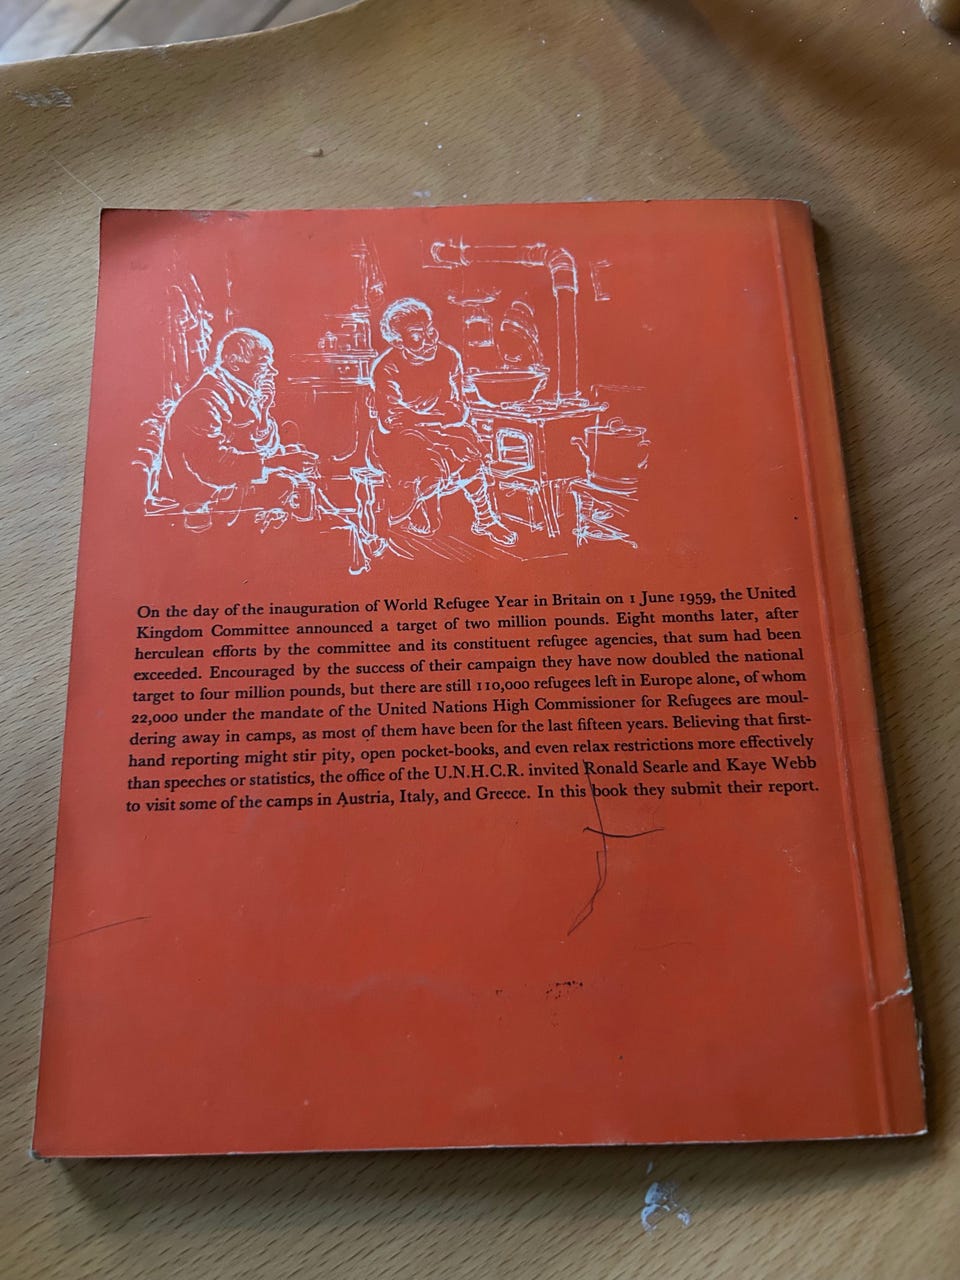 On the day of the inauguration of World Refugee Year in Britain on 1 June 1959, the United
Kingdom Committee announced a target of two million pounds. Eight months later, after
herculean efforts by the committee and its constituent refugee agencies, that sum had been
exceeded. Encouraged by the success of their campaign they have now doubled the national
target to four million pounds, but there are still 110,000 refugees left in Europe alone, of whom
22,000 under the mandate of the United Nations High Commissioner for Refugees are moul-
dering away in camps, as most of them have been for the last fifteen years. Believing that first-
hand reporting might stir pity, open pocket-books, and even relax restrictions more effectively
than speeches or statistics, the office of the U.N.H.C.R. invited Ronald Searle and Kaye Webb
to visit some of the camps in Austria, Italy, and Greece. In this book they submit their report.